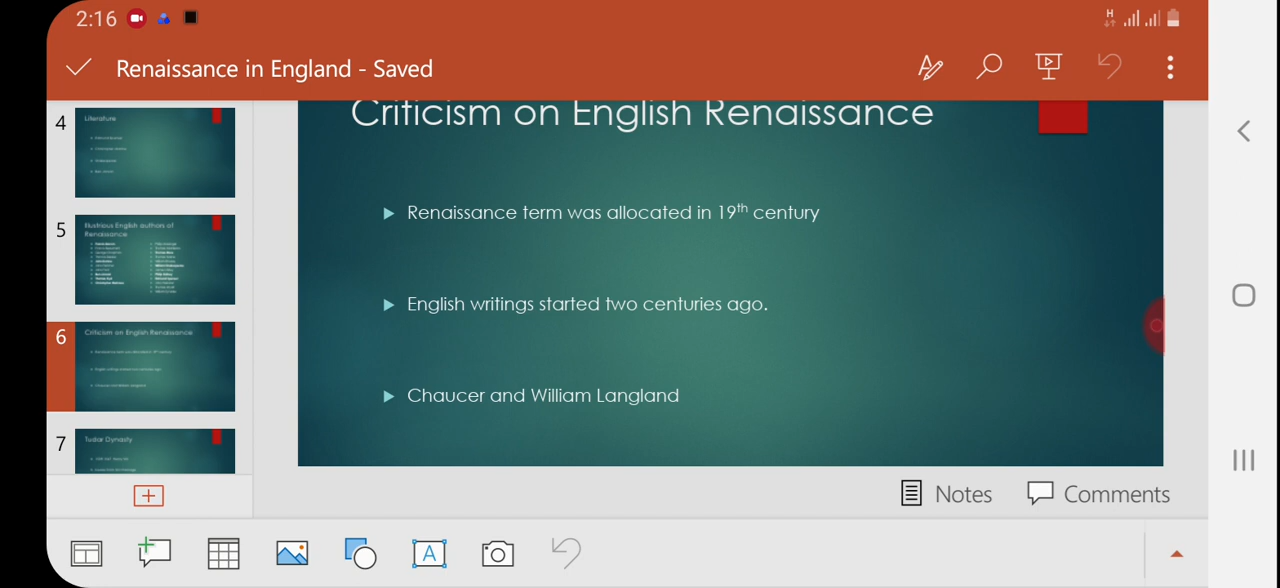 2:16
H
Renaissance in England - Saved
4
Literature
5
Illustrious English authors of
Renaissance
6
Criticism on English Renaissance
7
Tudor Dynasty
Criticism on English Renaissance
Renaissance term was allocated in 19th century
English writings started two centuries ago.
Chaucer and William Langland
Notes
Comments
A